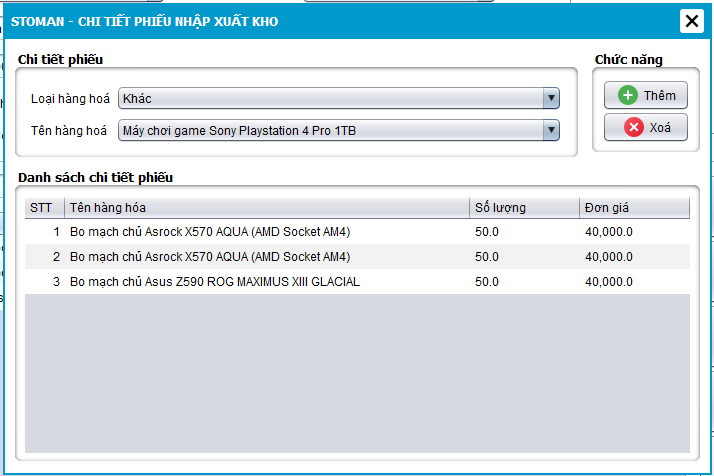 STOMAN - CHI TIẾT PHIẾU NHẬP XUẤT KHO
Chi tiết phiếu
Loại hàng hoá Khác
Tên hàng hoá Máy chơi game Sony Playstation 4 Pro 1TB
Chức năng
Thêm
Xoá
Danh sách chi tiết phiếu
STT Tên hàng hóa Số lượng Đơn giá
1 Bo mạch chủ Asrock X570 AQUA (AMD Socket AM4) 50.0 40,000.0
2 Bo mạch chủ Asrock X570 AQUA (AMD Socket AM4) 50.0 40,000.0
3 Bo mạch chủ Asus Z590 ROG MAXIMUS XIII GLACIAL 50.0 40,000.0